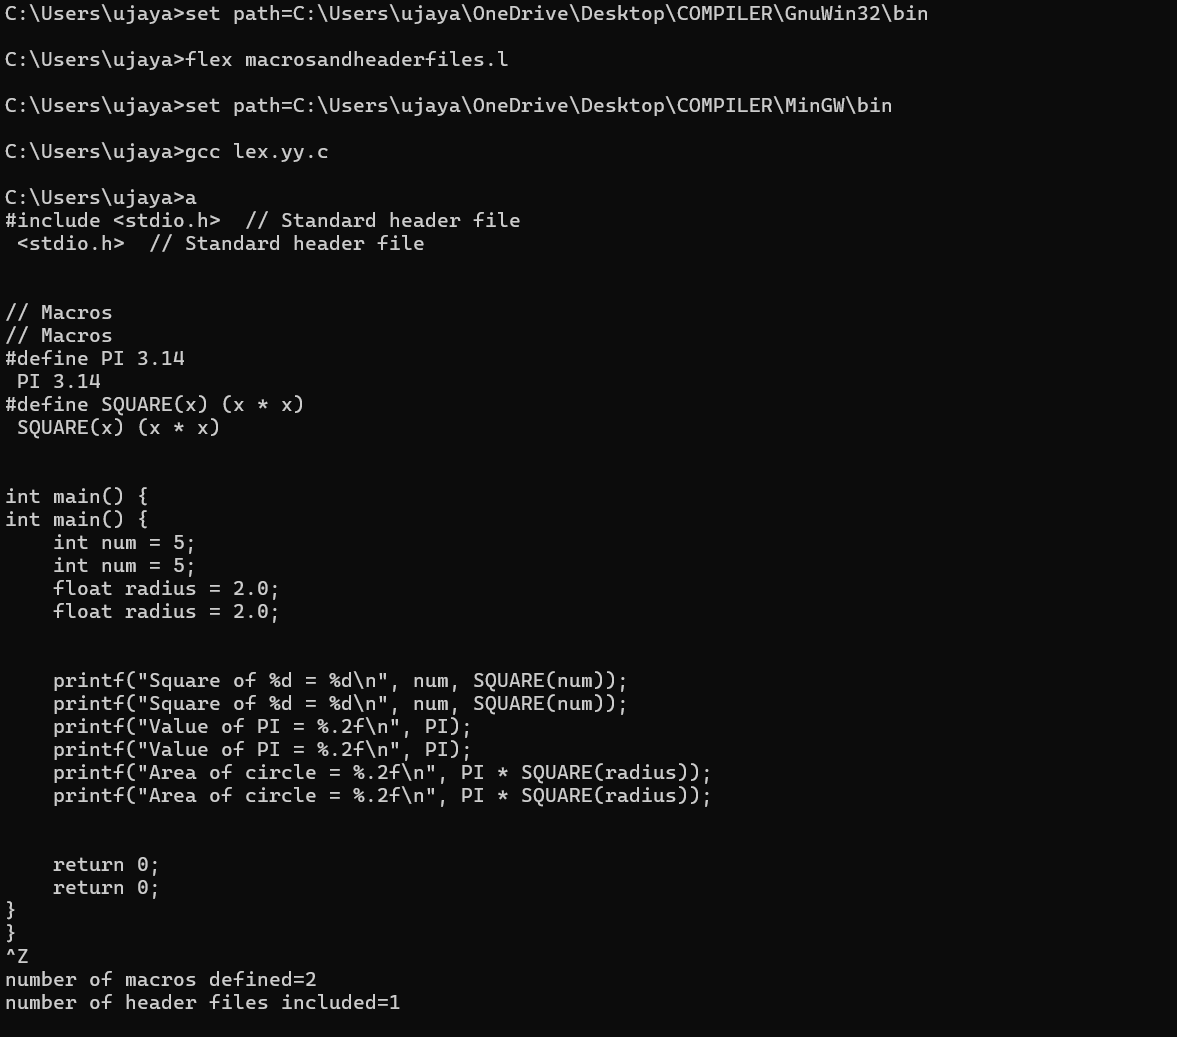 C:\Users\ujaya>set path=C:\Users\ujaya\OneDrive\Desktop\COMPILER\GnuWin32\bin
C:\Users\ujaya>flex macrosandheaderfiles.l
C:\Users\ujaya>set path=C:\Users\ujaya\OneDrive\Desktop\COMPILER\MinGW\bin
C:\Users\ujaya>gcc lex.yy.c
C:\Users\ujaya>a
#include <stdio.h>  // Standard header file
 <stdio.h>  // Standard header file
// Macros
// Macros
#define PI 3.14
 PI 3.14
#define SQUARE(x) (x * x)
 SQUARE(x) (x * x)
int main() {
int main() {
    int num = 5;
    int num = 5;
    float radius = 2.0;
    float radius = 2.0;
    printf("Square of %d = %d\n", num, SQUARE(num));
    printf("Square of %d = %d\n", num, SQUARE(num));
    printf("Value of PI = %.2f\n", PI);
    printf("Value of PI = %.2f\n", PI);
    printf("Area of circle = %.2f\n", PI * SQUARE(radius));
    printf("Area of circle = %.2f\n", PI * SQUARE(radius));
    return 0;
    return 0;
}
}
^Z
number of macros defined=2
number of header files included=1